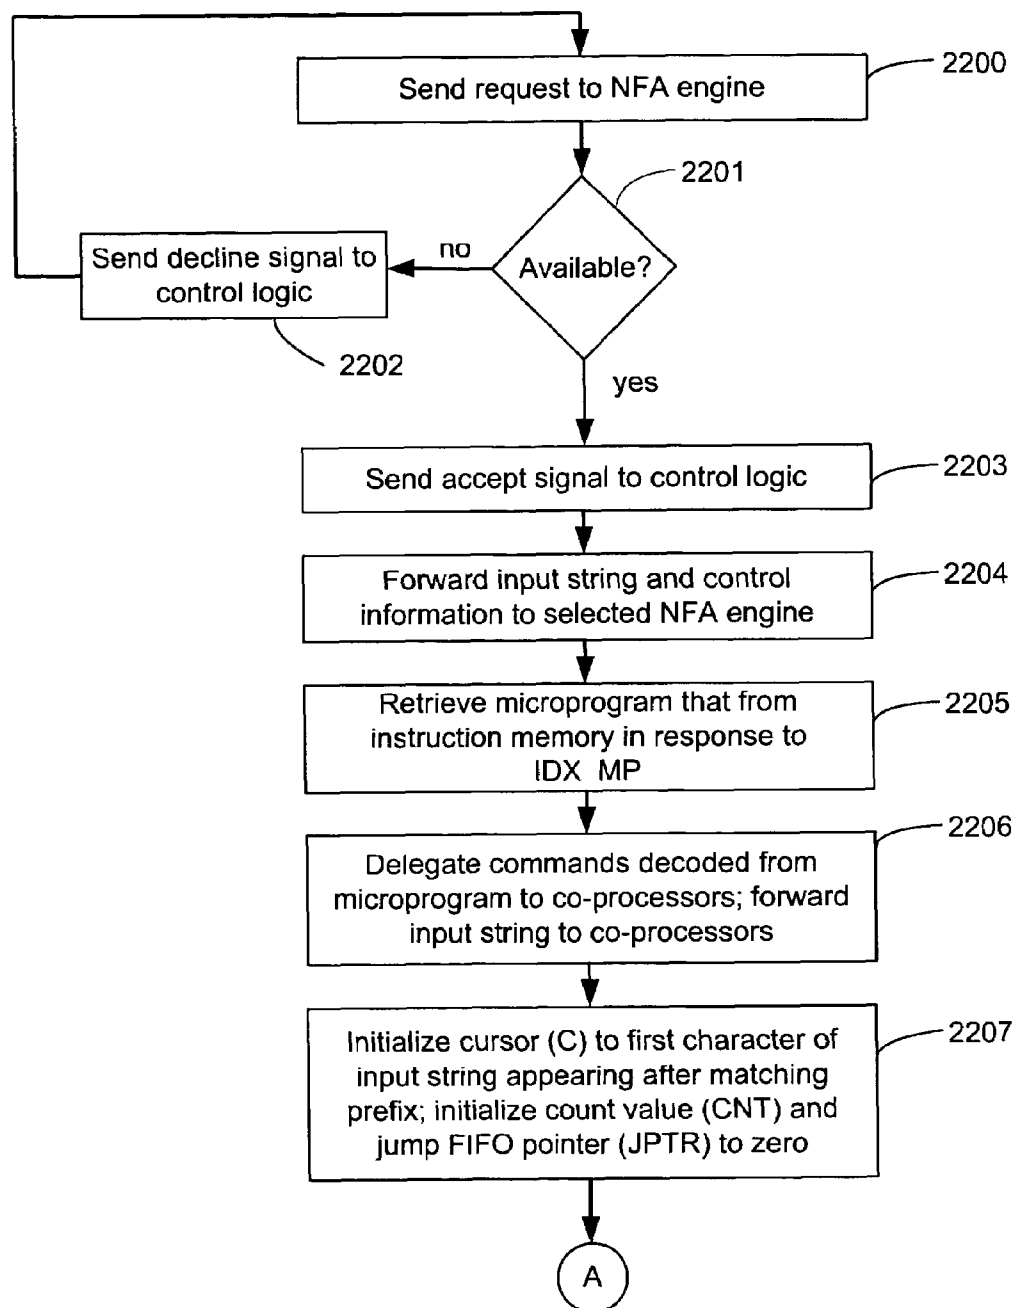 Send request to NFA engine
2200
2201
Available?
no
Send decline signal to
control logic
2202
yes
Send accept signal to control logic
2203
Forward input string and control
information to selected NFA engine
2204
Retrieve microprogram that from
instruction memory in response to
IDX_MP
2205
Delegate commands decoded from
microprogram to co-processors; forward
input string to co-processors
2206
Initialize cursor (C) to first character of
input string appearing after matching
prefix; initialize count value (CNT) and
jump FIFO pointer (JPTR) to zero
2207
A